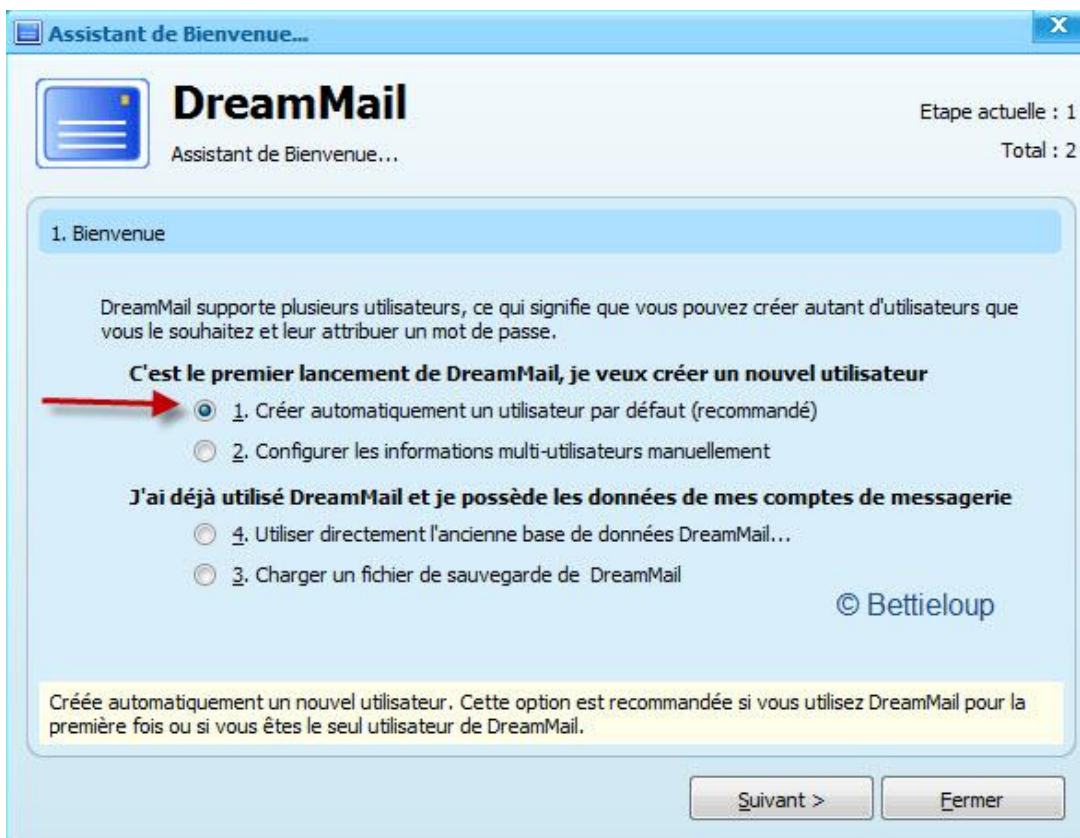 Assistant de Bienvenue...
X
DreamMail
Assistant de Bienvenue...
Etape actuelle : 1
Total : 2
1. Bienvenue
DreamMail supporte plusieurs utilisateurs, ce qui signifie que vous pouvez créer autant d'utilisateurs que
vous le souhaitez et leur attribuer un mot de passe.
C'est le premier lancement de DreamMail, je veux créer un nouvel utilisateur
1. Créer automatiquement un utilisateur par défaut (recommandé)
2. Configurer les informations multi-utilisateurs manuellement
J'ai déjà utilisé DreamMail et je possède les données de mes comptes de messagerie
4. Utiliser directement l'ancienne base de données DreamMail...
3. Charger un fichier de sauvegarde de DreamMail
© Bettieloup
Créée automatiquement un nouvel utilisateur. Cette option est recommandée si vous utilisez DreamMail pour la
première fois ou si vous êtes le seul utilisateur de DreamMail.
Suivant >
Fermer